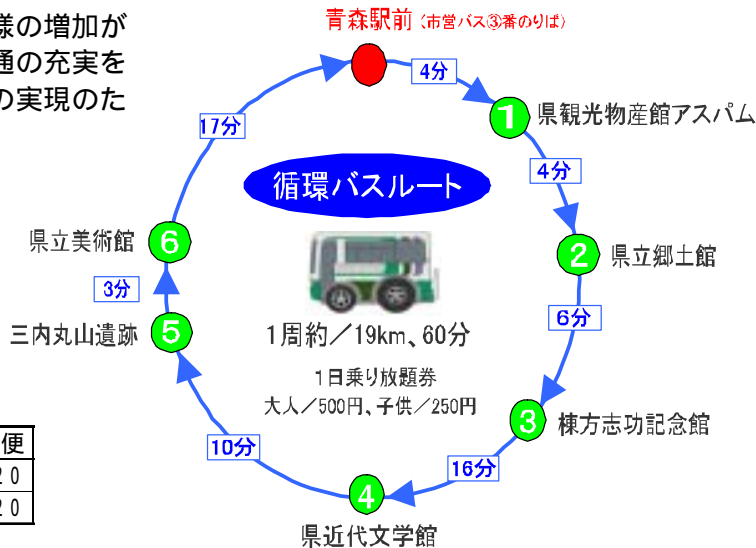 様の増加が
通の充実を
の実現のた
青森駅前（市営バス③番のりば）
4分
1
県観光物産館アスパム
4分
17分
循環バスルート
2
県立郷土館
県立美術館
6
3分
6分
三内丸山遺跡
5
1周約／19km、60分
1日乗り放題券
大人／500円、子供／250円
3
棟方志功記念館
10分
16分
4
県近代文学館
便
20
20